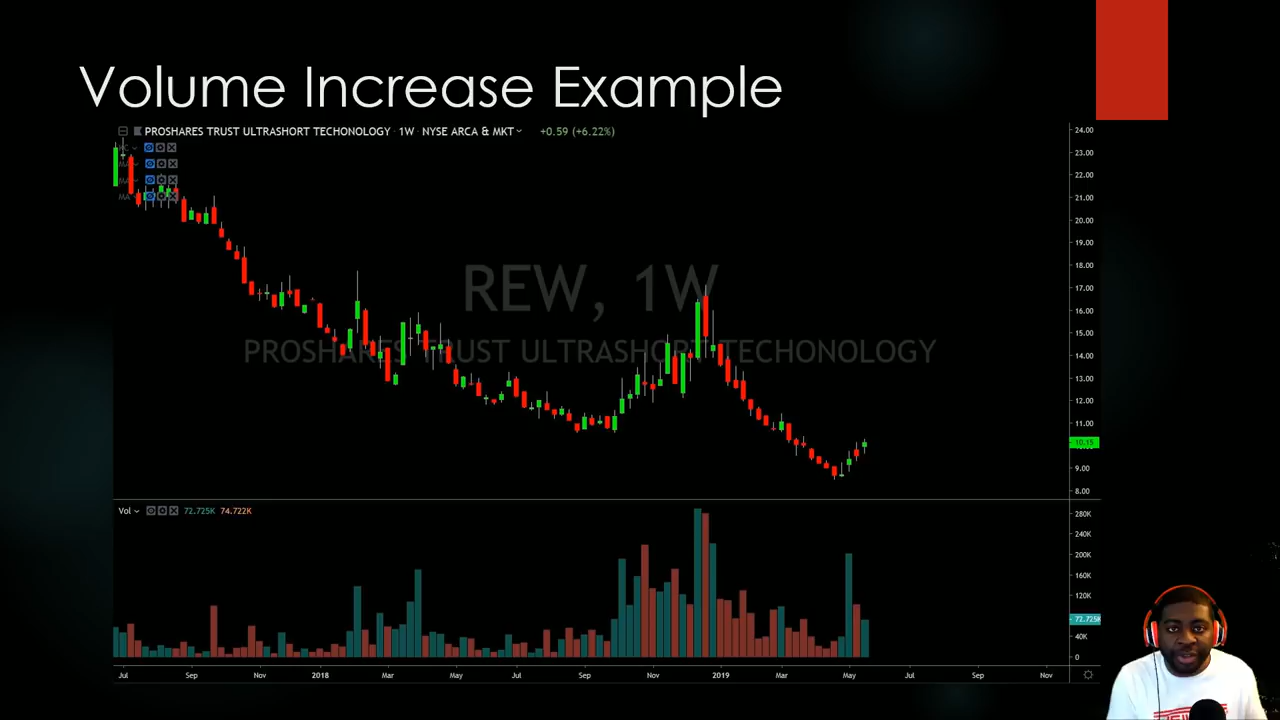 Volume Increase Example
PROSHARES TRUST ULTRASHORT TECHONOLOGY · 1W · NYSE ARCA & MKT +0.59 (+6.22%)
MA
REW, 1W
PROSHARES TRUST ULTRASHORT TECHONOLOGY
24.00
23.00
22.00
21.00
20.00
19.00
18.00
17.00
16.00
15.00
14.00
13.00
12.00
11.00
10.15
9.00
8.00
Vol 72.725K 74.722K
280K
240K
200K
160K
120K
72.725K
40K
0
Jul Sep Nov 2018 Mar May Jul Sep Nov 2019 Mar May Jul Sep Nov